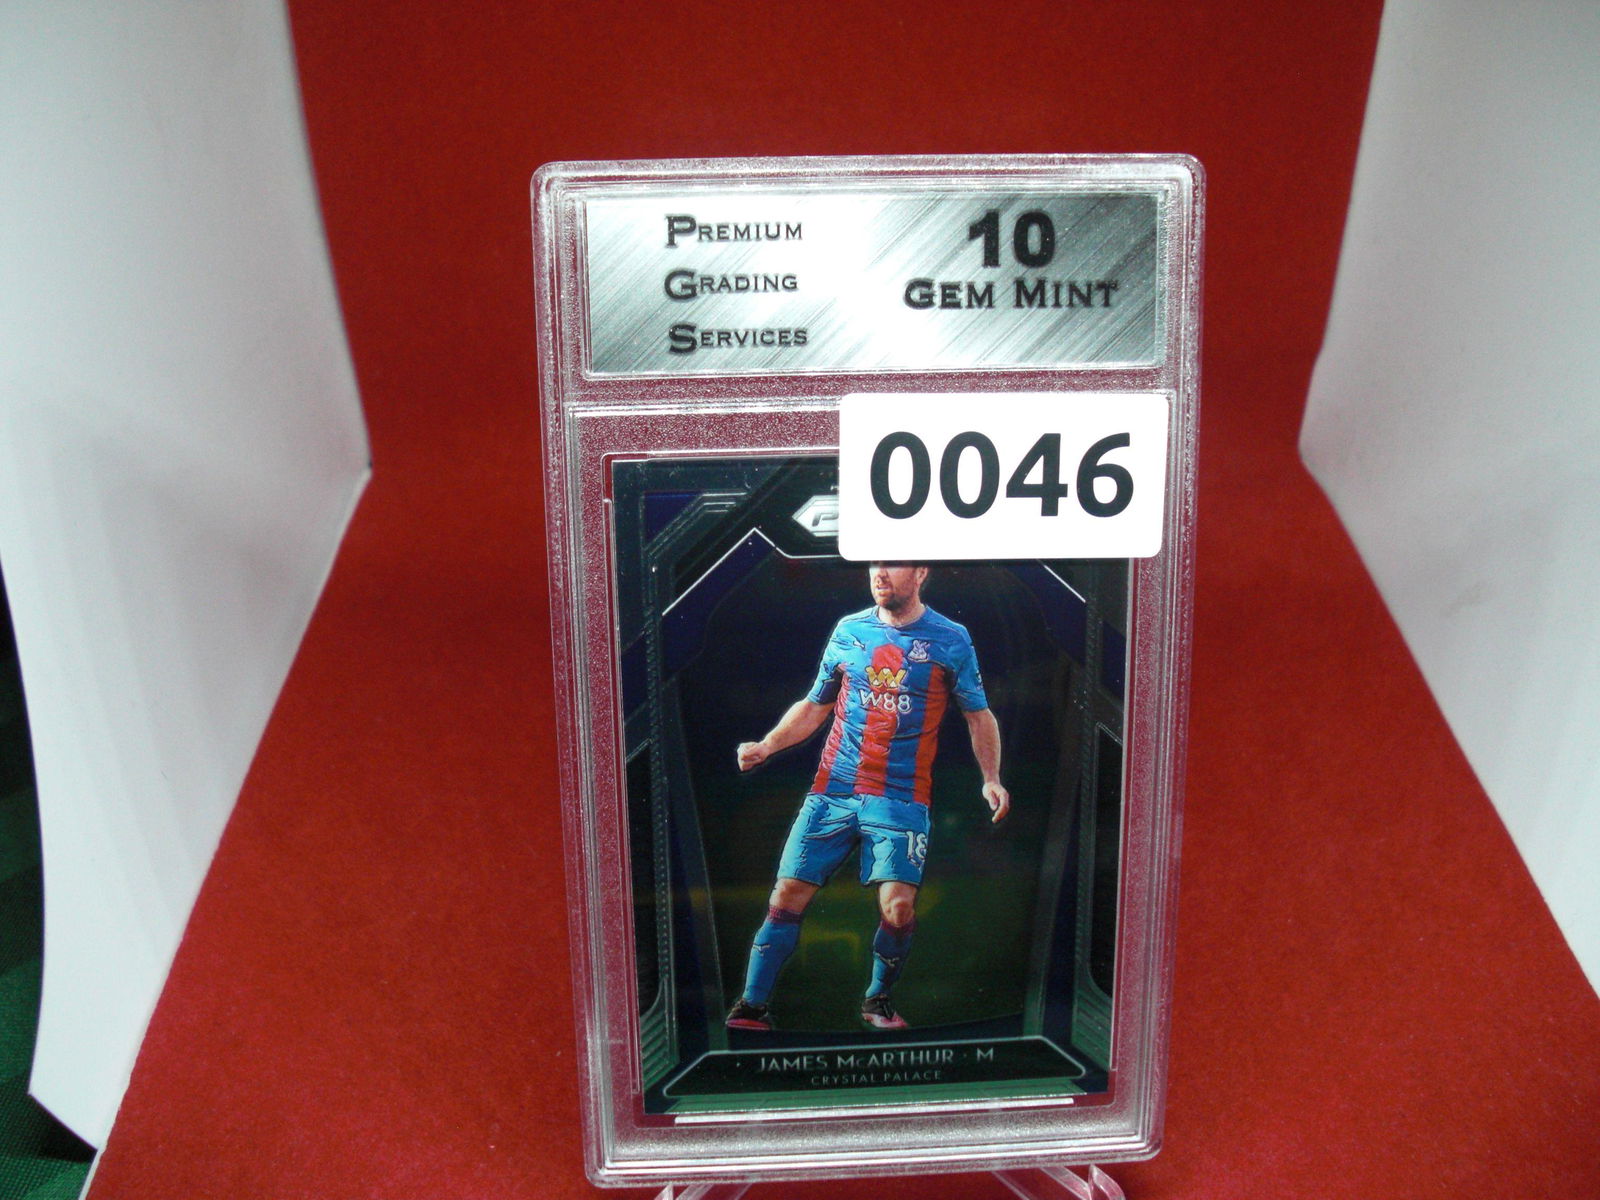 PREMIUM
GRADING
SERVICES
10
GEM MINT
0046
W88
18
· JAMES McARTHUR · M
CRYSTAL PALACE